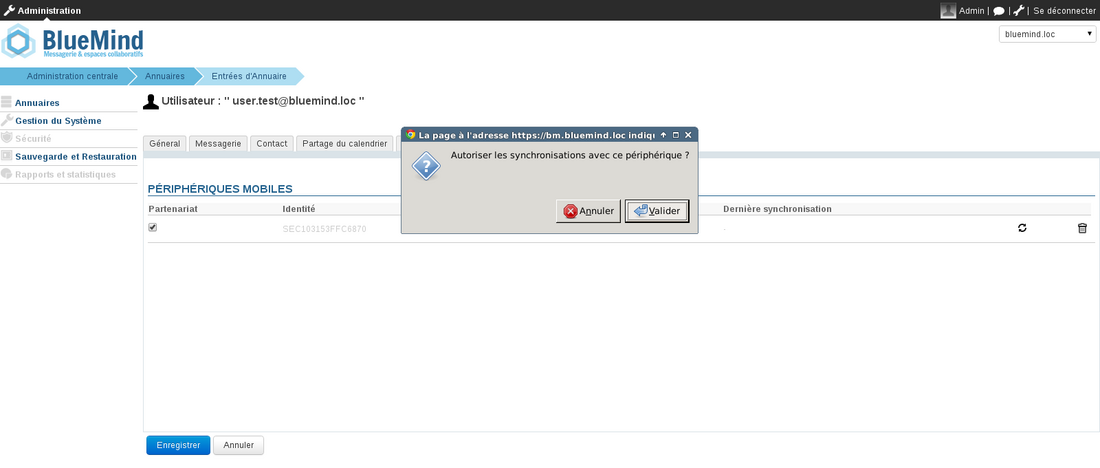 Administration
Admin | | | Se déconnecter
BlueMind
Messagerie & espaces collaboratifs
bluemind.loc
Administration centrale Annuaires Entrées d'Annuaire
Annuaires
Gestion du Système
Sécurité
Sauvegarde et Restauration
Rapports et statistiques
Utilisateur : " user.test@bluemind.loc "
Géneral Messagerie Contact Partage du calendrier
La page à l'adresse https://bm.bluemind.loc indiqu
Autoriser les synchronisations avec ce périphérique ?
Annuler Valider
PÉRIPHÉRIQUES MOBILES
Partenariat Identité Dernière synchronisation
SEC103153FFC6870 -
Enregistrer Annuler